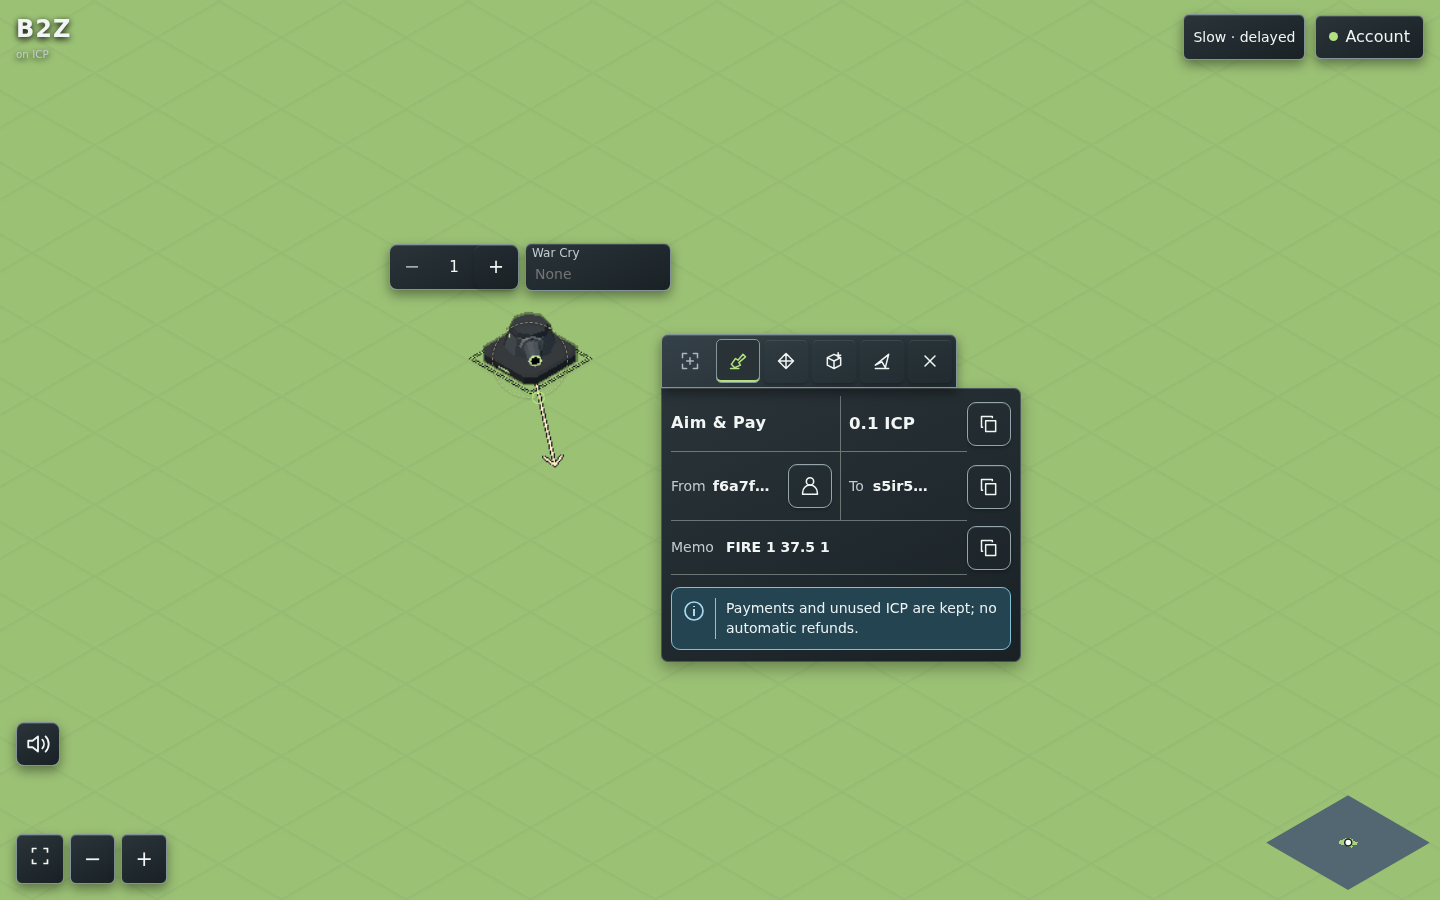 B2Z
on ICP
Slow · delayed
Account
− 1 +
War Cry
None
Aim & Pay
0.1 ICP
From f6a7f…
To s5ir5…
Memo FIRE 1 37.5 1
Payments and unused ICP are kept; no
automatic refunds.
− +